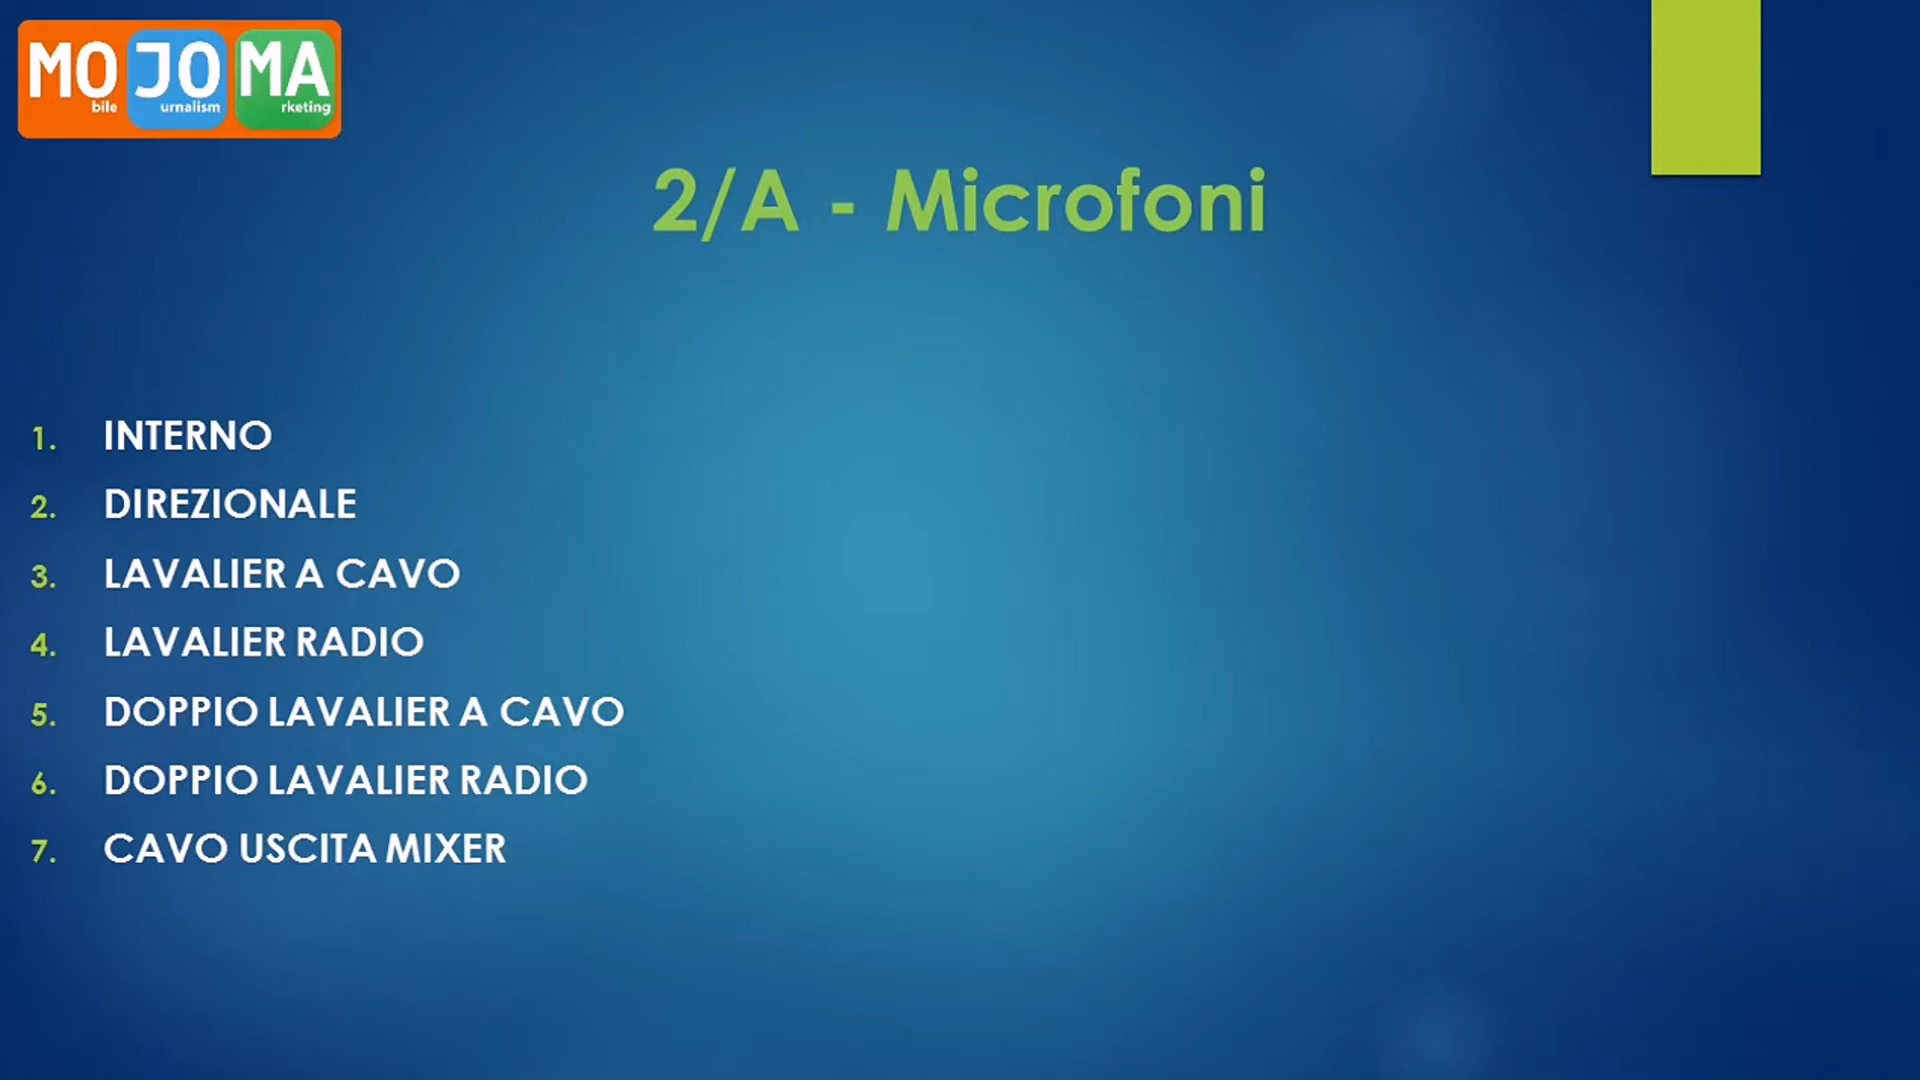 MO JO MA
bile urnalism rketing
2/A - Microfoni
1. INTERNO
2. DIREZIONALE
3. LAVALIER A CAVO
4. LAVALIER RADIO
5. DOPPIO LAVALIER A CAVO
6. DOPPIO LAVALIER RADIO
7. CAVO USCITA MIXER